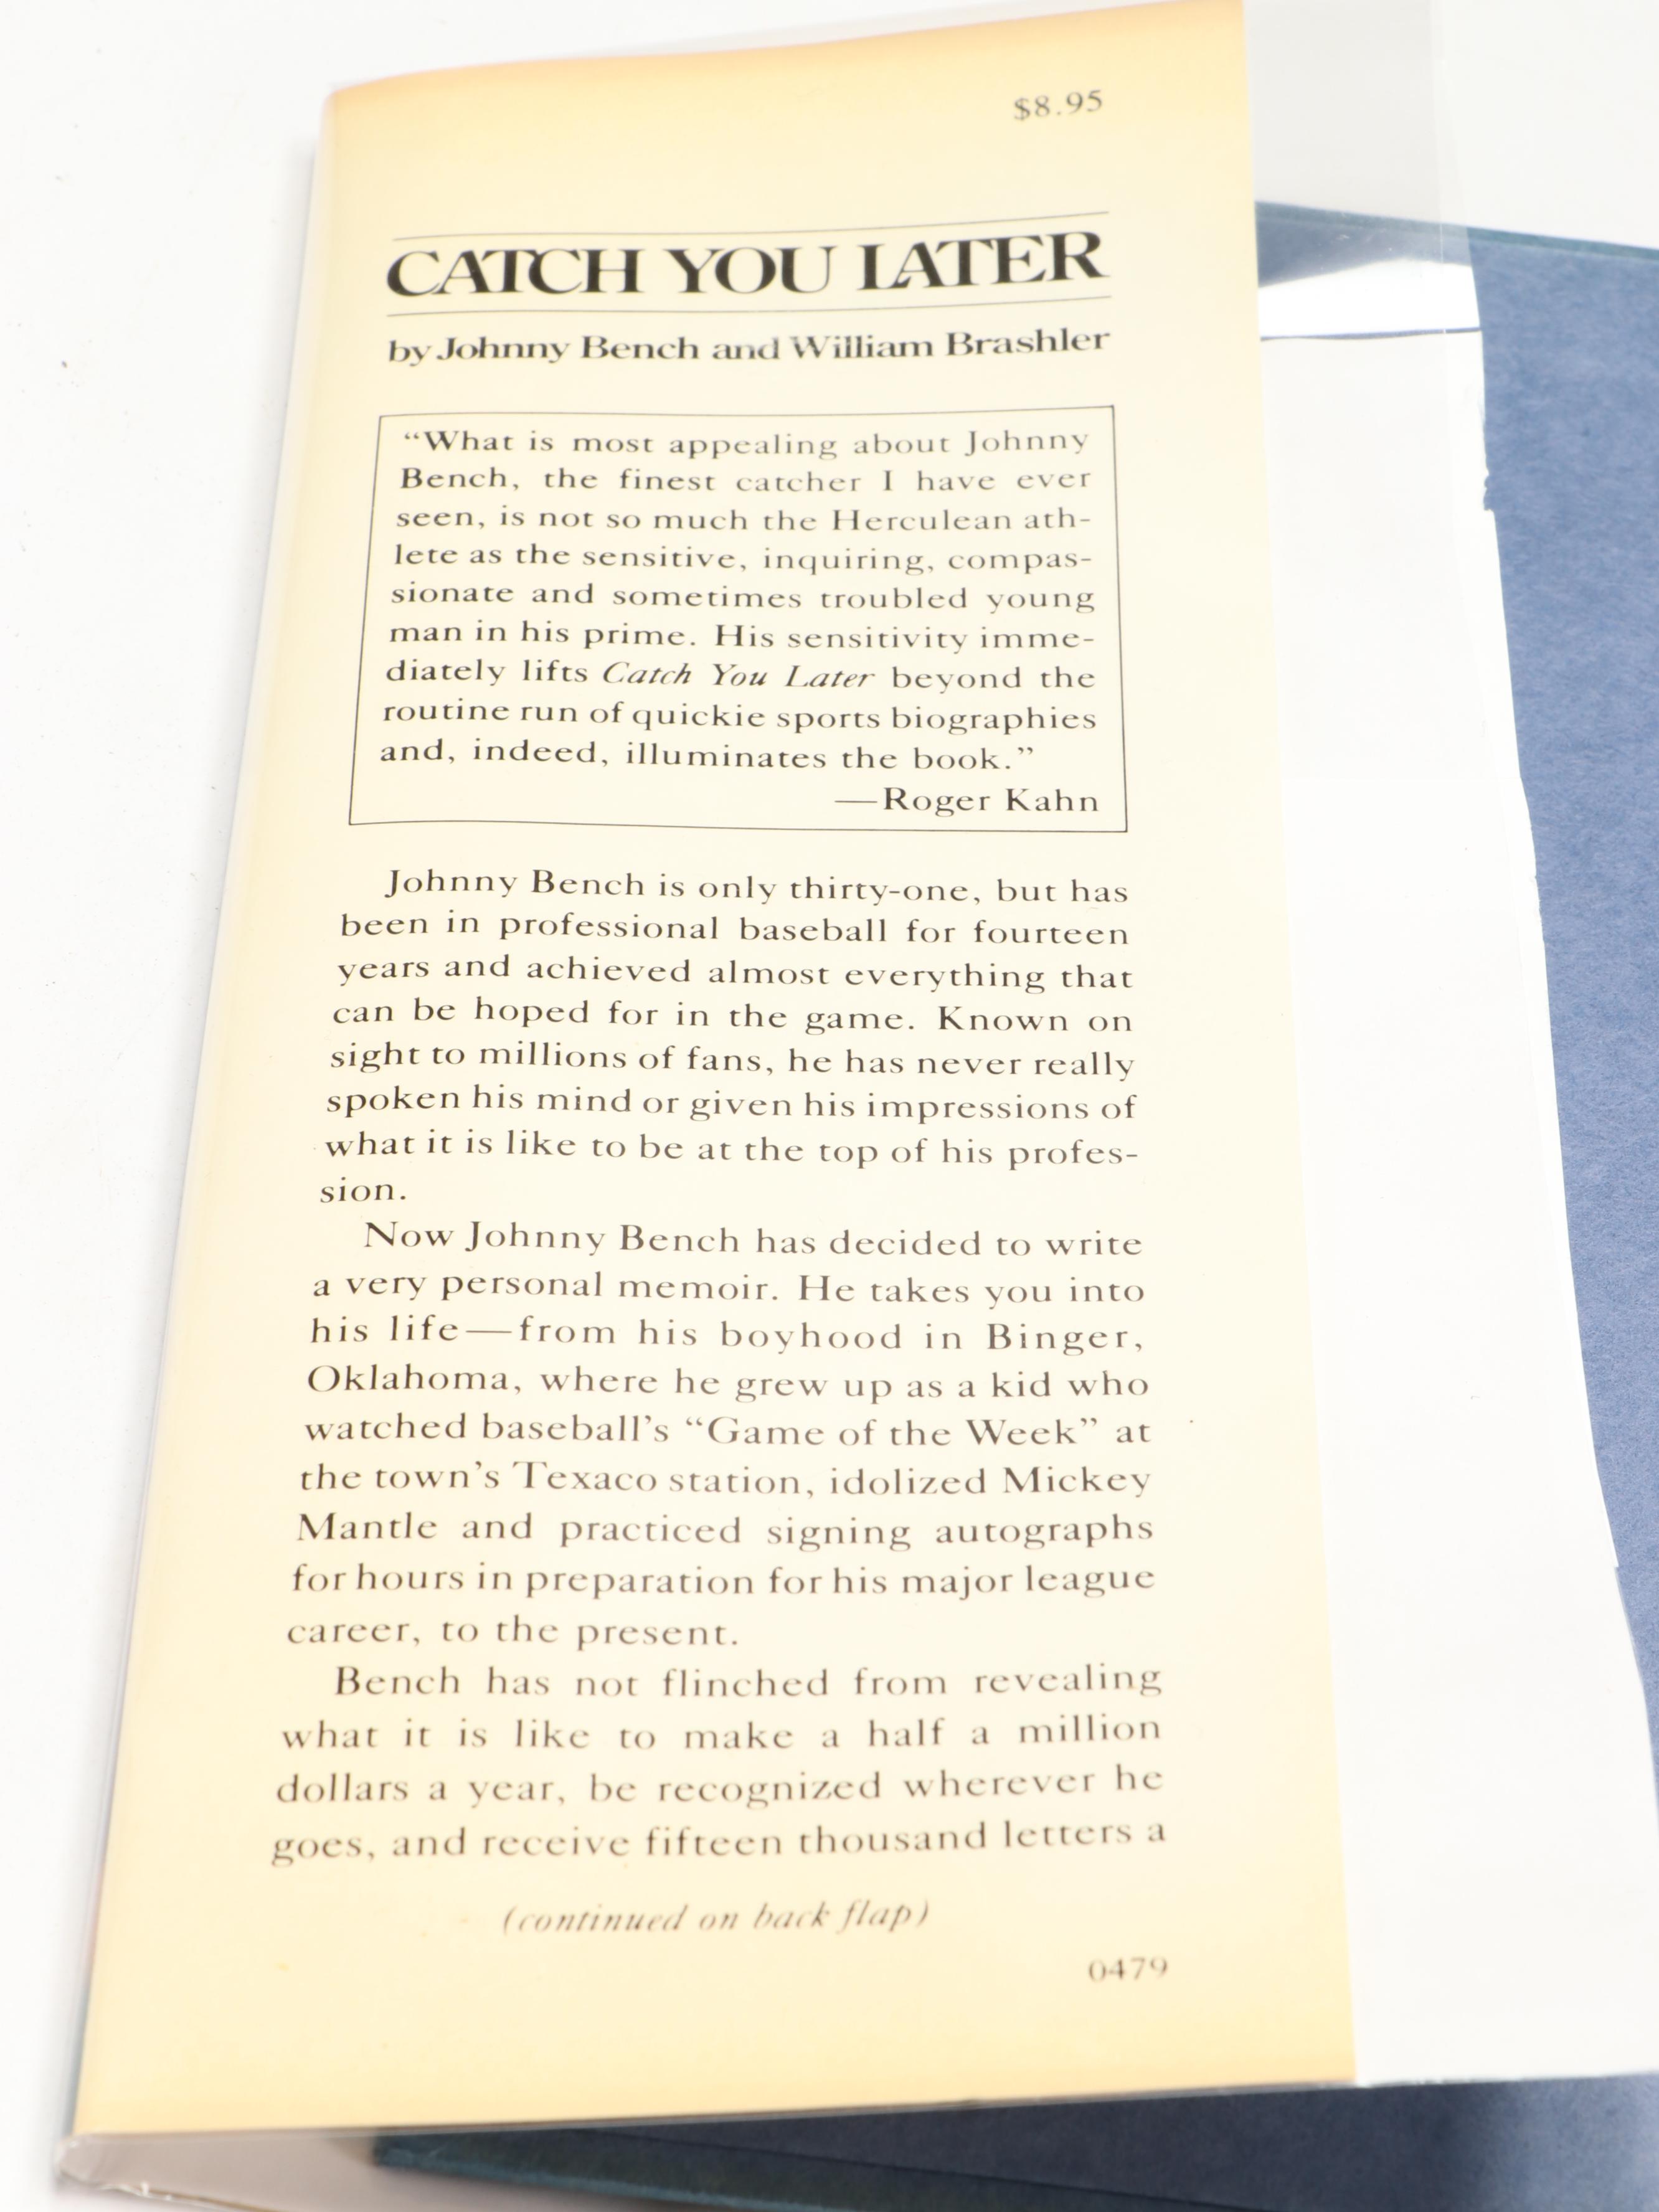 $8.95
CATCH YOU LATER
by Johnny Bench and William Brashler
“What is most appealing about Johnny
Bench, the finest catcher I have ever
seen, is not so much the Herculean ath-
lete as the sensitive, inquiring, compas-
sionate and sometimes troubled young
man in his prime. His sensitivity imme-
diately lifts Catch You Later beyond the
routine run of quickie sports biographies
and, indeed, illuminates the book.”
—Roger Kahn
Johnny Bench is only thirty-one, but has
been in professional baseball for fourteen
years and achieved almost everything that
can be hoped for in the game. Known on
sight to millions of fans, he has never really
spoken his mind or given his impressions of
what it is like to be at the top of his profes-
sion.
Now Johnny Bench has decided to write
a very personal memoir. He takes you into
his life—from his boyhood in Binger,
Oklahoma, where he grew up as a kid who
watched baseball’s “Game of the Week” at
the town’s Texaco station, idolized Mickey
Mantle and practiced signing autographs
for hours in preparation for his major league
career, to the present.
Bench has not flinched from revealing
what it is like to make a half a million
dollars a year, be recognized wherever he
goes, and receive fifteen thousand letters a
(continued on back flap)
0479